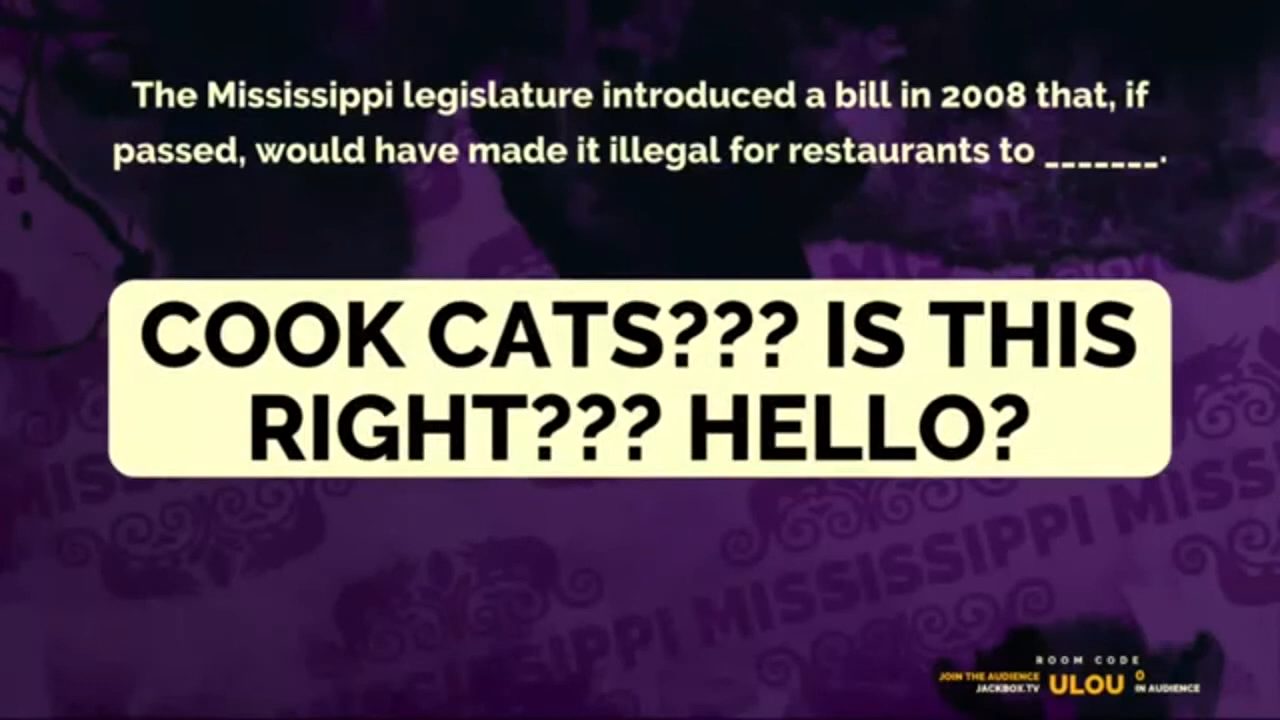 The Mississippi legislature introduced a bill in 2008 that, if
passed, would have made it illegal for restaurants to _______.
COOK CATS??? IS THIS
RIGHT??? HELLO?
MISSISSIPPI MISSISSIPPI
ROOM CODE
JOIN THE AUDIENCE
JACKBOX.TV
ULOU
0
IN AUDIENCE